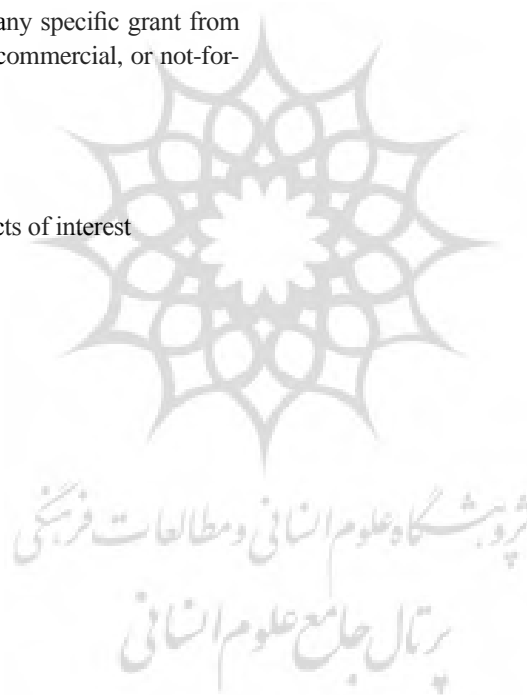 any specific grant from
commercial, or not-for-
cts of interest
پژوهشگاه علوم انسانی و مطالعات فرهنگی
پرتال جامع علوم انسانی